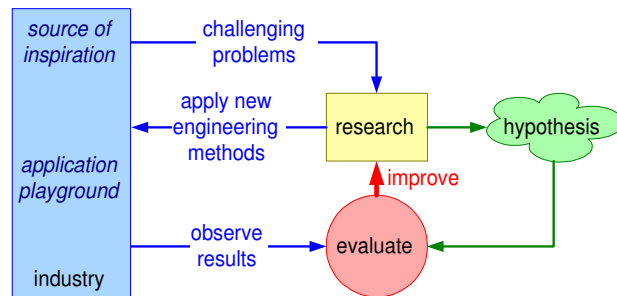 source of
inspiration
challenging
problems
apply new
engineering
methods
research
hypothesis
application
playground
improve
observe
results
evaluate
industry